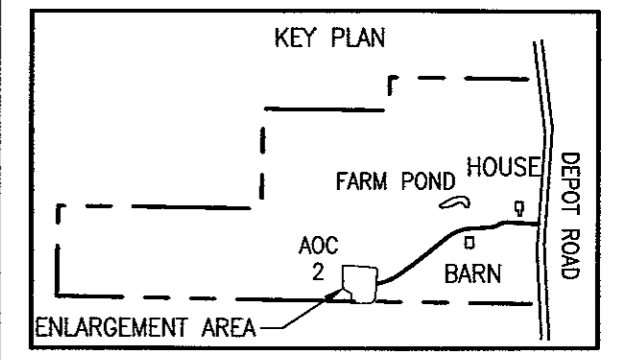 KEY PLAN
HOUSE
FARM POND
DEPOT ROAD
AOC
2
BARN
ENLARGEMENT AREA